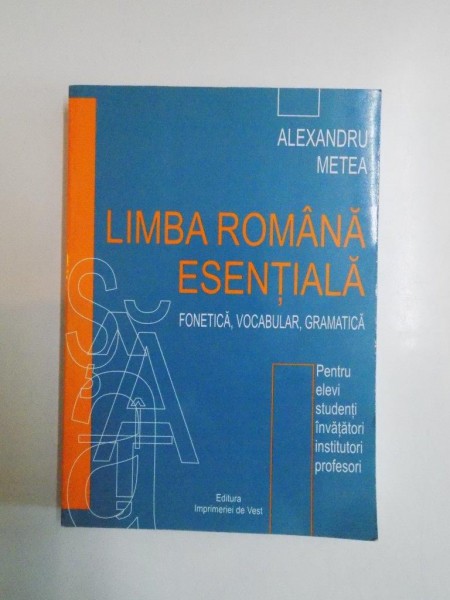 ALEXANDRU
METEA
LIMBA ROMÂNĂ
ESENȚIALĂ
FONETICĂ, VOCABULAR, GRAMATICĂ
Pentru
elevi
studenți
învățători
institutori
profesori
Editura
Imprimeriei de Vest